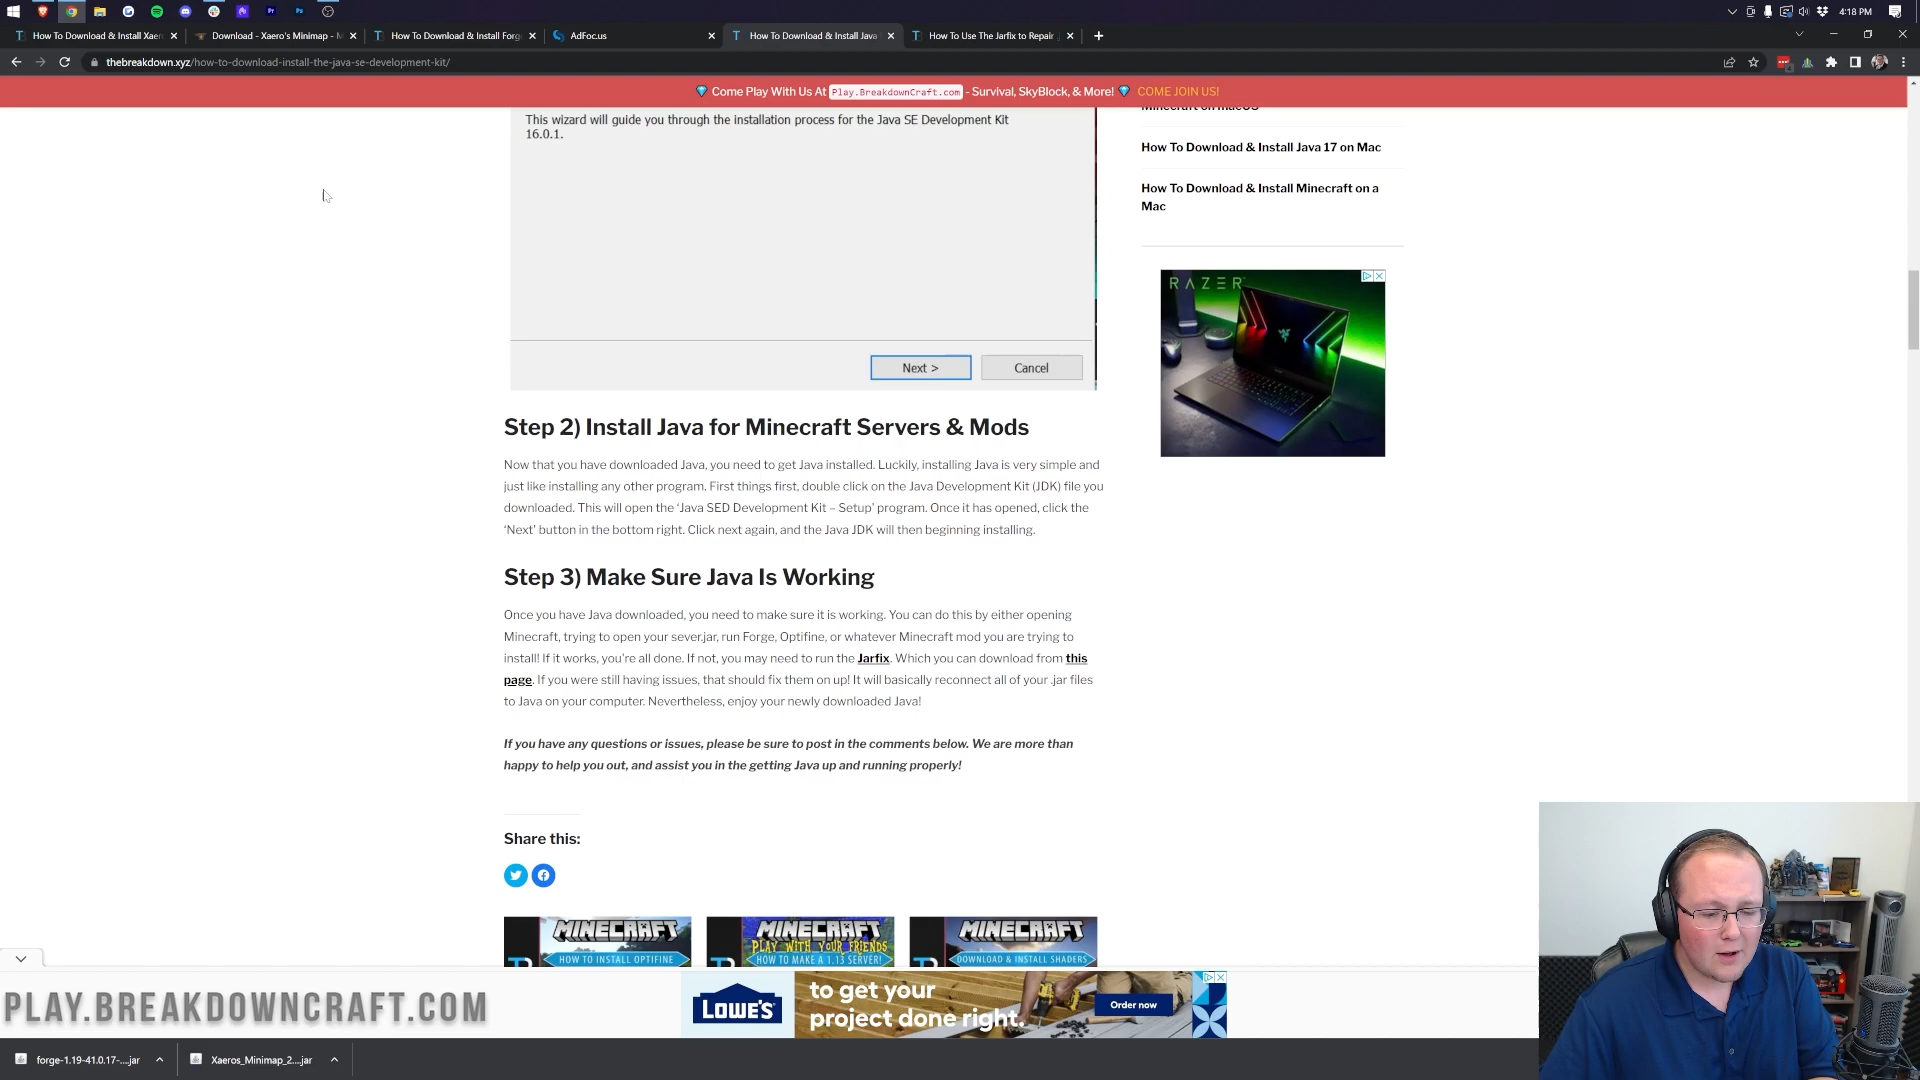 4:18 PM
How To Download & Install Xaer
Download - Xaero's Minimap - M
How To Download & Install Forg
AdFoc.us
How To Download & Install Java
How To Use The Jarfix to Repair
thebreakdown.xyz/how-to-download-install-the-java-se-development-kit/
Come Play With Us At Play.BreakdownCraft.com - Survival, SkyBlock, & More! COME JOIN US!
This wizard will guide you through the installation process for the Java SE Development Kit
16.0.1.
Next >
Cancel
Step 2) Install Java for Minecraft Servers & Mods
Now that you have downloaded Java, you need to get Java installed. Luckily, installing Java is very simple and
just like installing any other program. First things first, double click on the Java Development Kit (JDK) file you
downloaded. This will open the ‘Java SED Development Kit – Setup’ program. Once it has opened, click the
‘Next’ button in the bottom right. Click next again, and the Java JDK will then beginning installing.
Step 3) Make Sure Java Is Working
Once you have Java downloaded, you need to make sure it is working. You can do this by either opening
Minecraft, trying to open your sever.jar, run Forge, Optifine, or whatever Minecraft mod you are trying to
install! If it works, you're all done. If not, you may need to run the Jarfix. Which you can download from this
page. If you were still having issues, that should fix them on up! It will basically reconnect all of your .jar files
to Java on your computer. Nevertheless, enjoy your newly downloaded Java!
If you have any questions or issues, please be sure to post in the comments below. We are more than
happy to help you out, and assist you in the getting Java up and running properly!
Share this:
MINECRAFT
HOW TO INSTALL OPTIFINE
MINECRAFT
PLAY WITH YOUR FRIENDS
HOW TO MAKE A 1.13 SERVER!
MINECRAFT
DOWNLOAD & INSTALL SHADERS
Minecraft on macOS
How To Download & Install Java 17 on Mac
How To Download & Install Minecraft on a
Mac
RAZER
PLAY.BREAKDOWNCRAFT.COM
LOWE'S
to get your
project done right.
Order now
forge-1.19-41.0.17-....jar
Xaeros_Minimap_2....jar